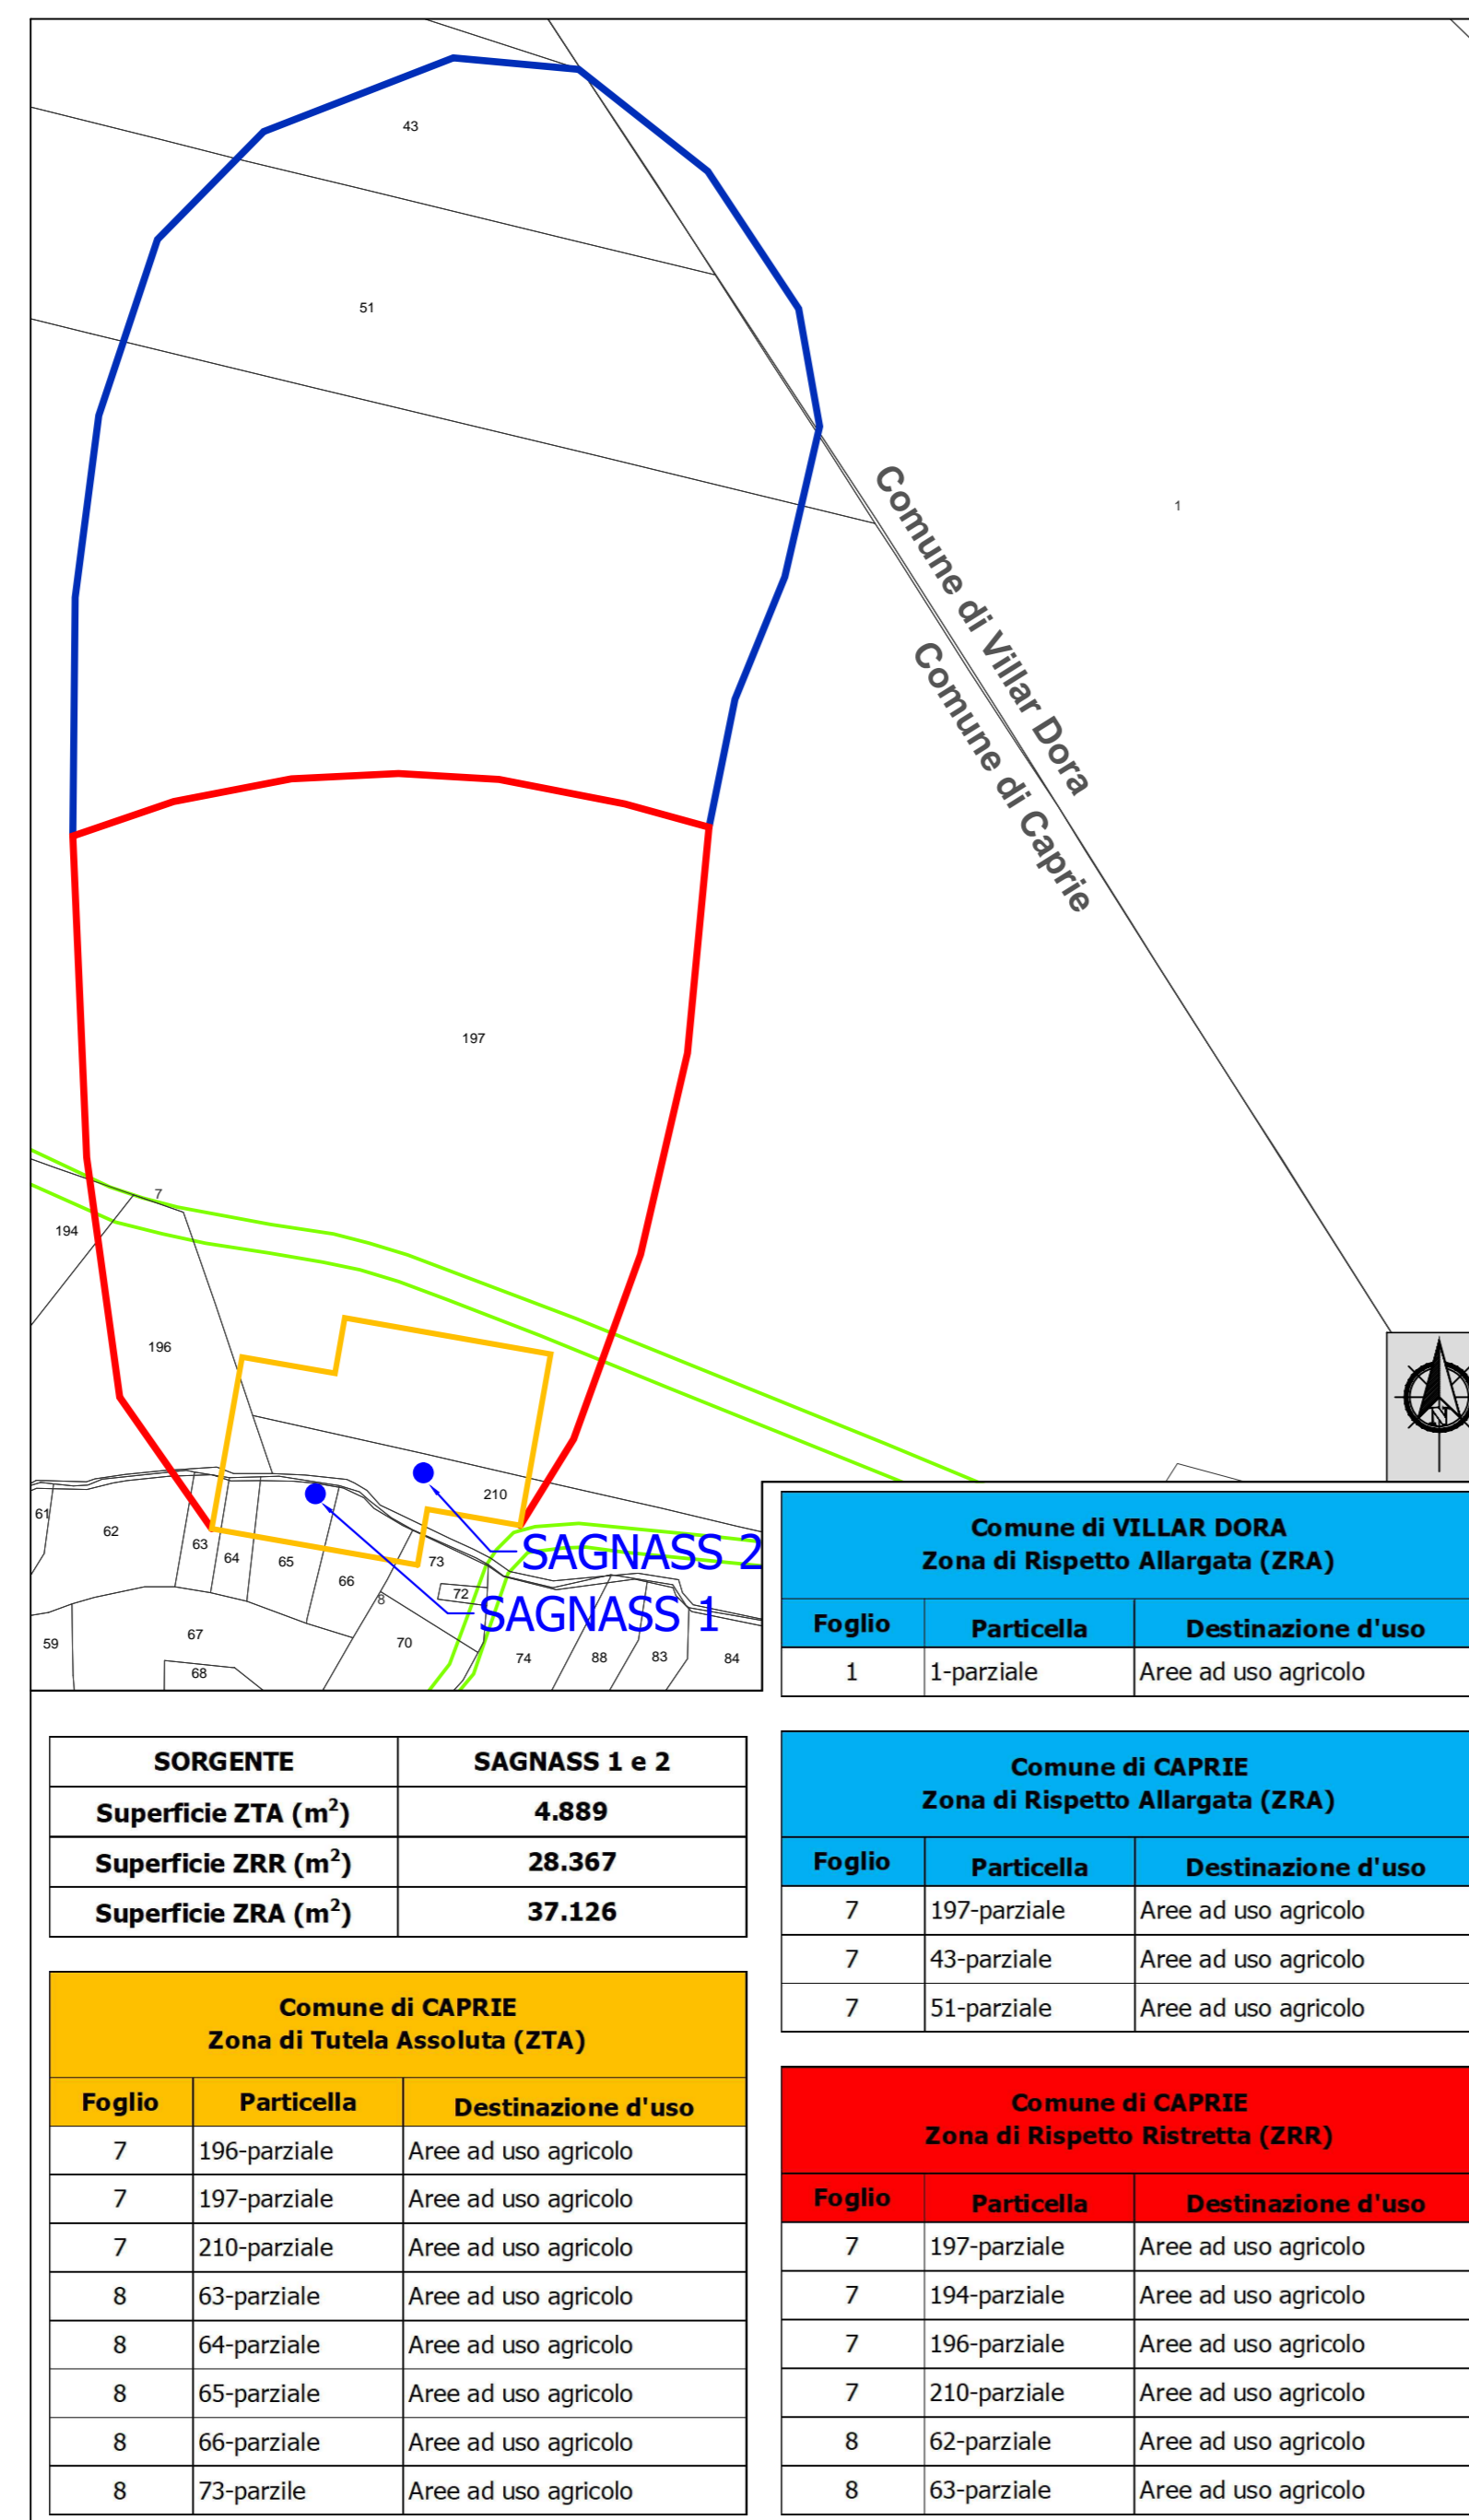 43
51
1
Comune di Villar Dora
Comune di Caprie
197
7
194
196
N
210
61
62
63
64
65
66
73
72
8
SAGNASS 2
SAGNASS 1
59
67
68
70
74
88
83
84
Comune di VILLAR DORA
Zona di Rispetto Allargata (ZRA)
Foglio Particella Destinazione d'uso
1 1-parziale Aree ad uso agricolo
SORGENTE SAGNASS 1 e 2
Superficie ZTA (m²) 4.889
Superficie ZRR (m²) 28.367
Superficie ZRA (m²) 37.126
Comune di CAPRIE
Zona di Rispetto Allargata (ZRA)
Foglio Particella Destinazione d'uso
7 197-parziale Aree ad uso agricolo
7 43-parziale Aree ad uso agricolo
7 51-parziale Aree ad uso agricolo
Comune di CAPRIE
Zona di Tutela Assoluta (ZTA)
Foglio Particella Destinazione d'uso
7 196-parziale Aree ad uso agricolo
7 197-parziale Aree ad uso agricolo
7 210-parziale Aree ad uso agricolo
8 63-parziale Aree ad uso agricolo
8 64-parziale Aree ad uso agricolo
8 65-parziale Aree ad uso agricolo
8 66-parziale Aree ad uso agricolo
8 73-parzile Aree ad uso agricolo
Comune di CAPRIE
Zona di Rispetto Ristretta (ZRR)
Foglio Particella Destinazione d'uso
7 197-parziale Aree ad uso agricolo
7 194-parziale Aree ad uso agricolo
7 196-parziale Aree ad uso agricolo
7 210-parziale Aree ad uso agricolo
8 62-parziale Aree ad uso agricolo
8 63-parziale Aree ad uso agricolo